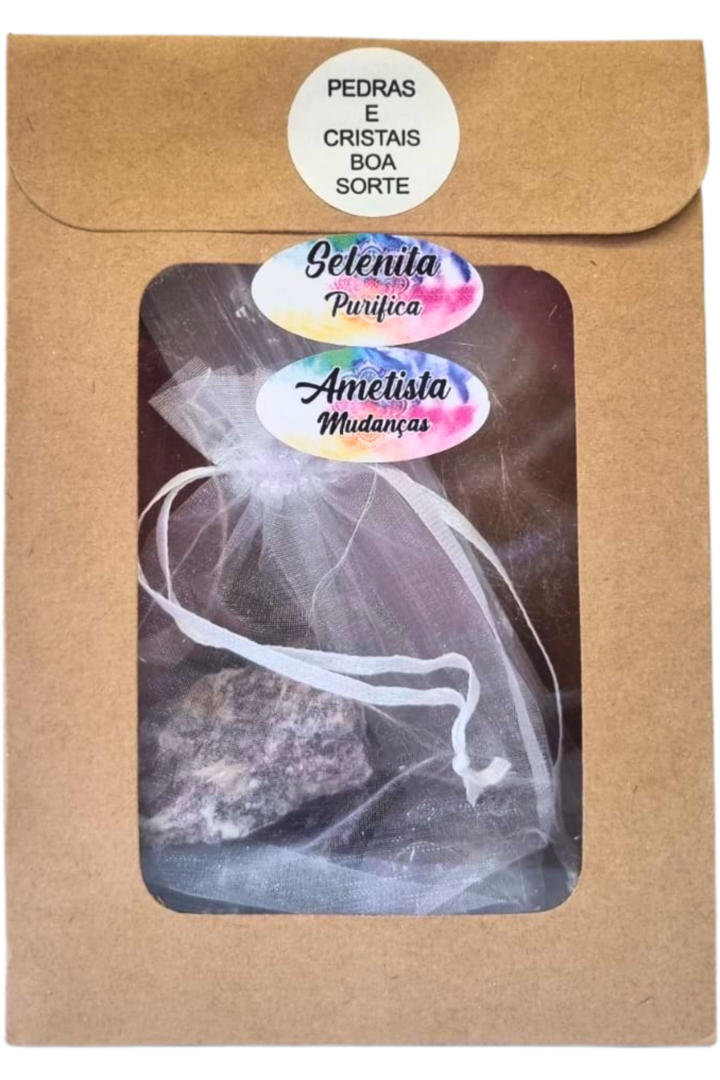 PEDRAS
E
CRISTAIS
BOA
SORTE
Selenita
Purifica
Ametista
Mudanças